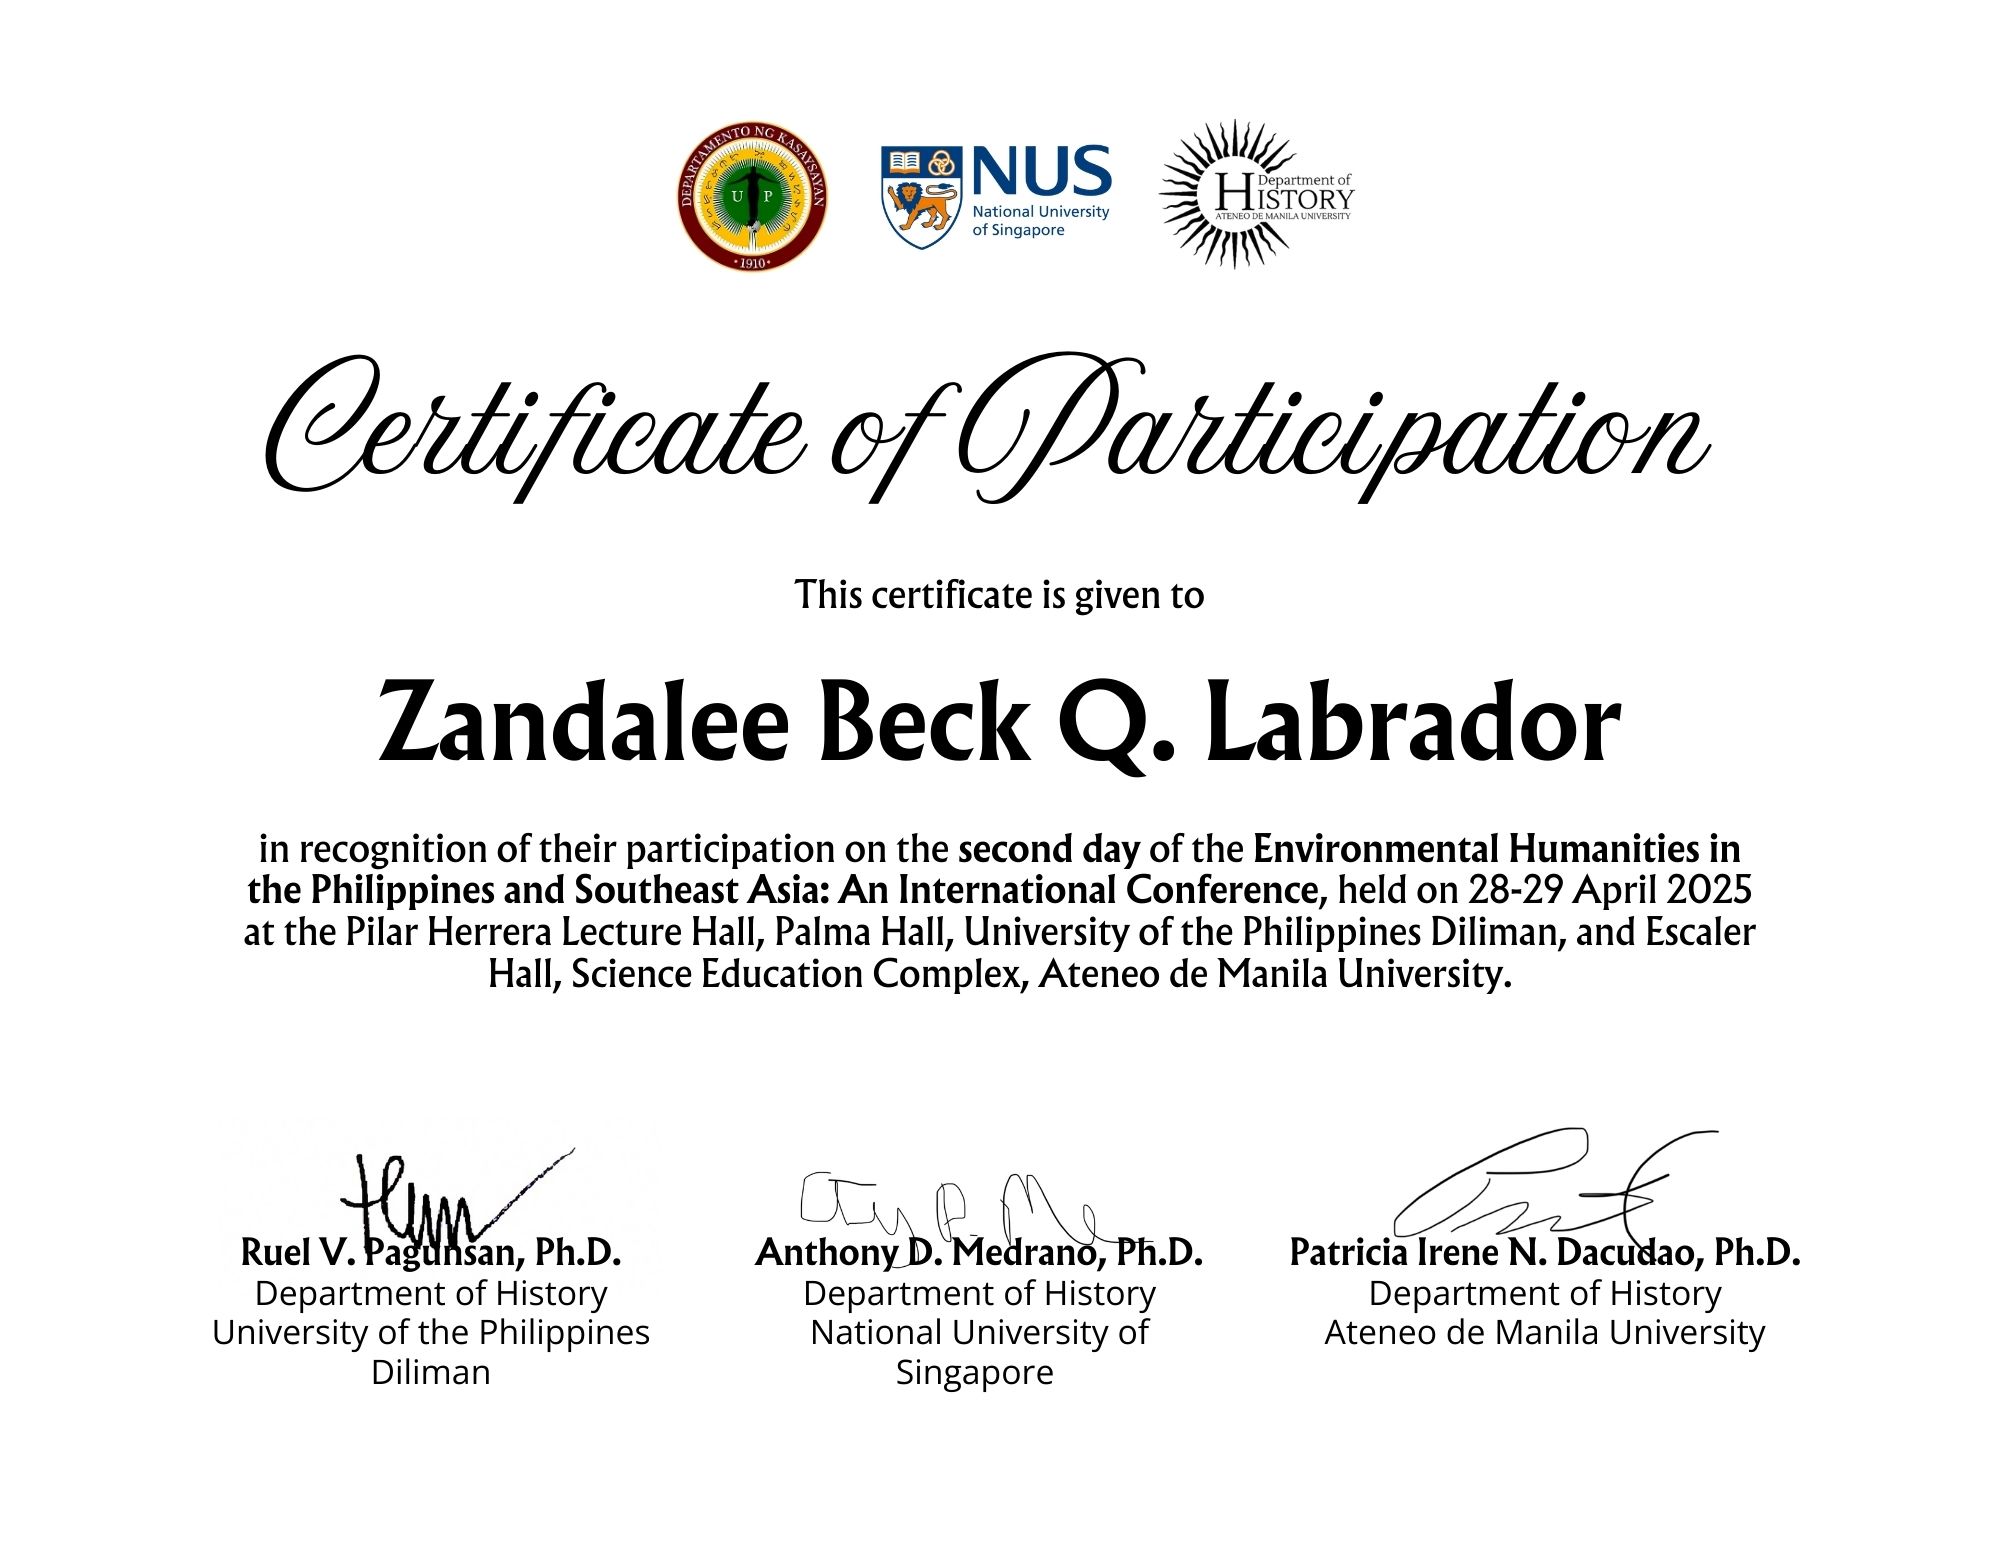 DEPARTAMENTO NG KASAYSAYAN
U P
•1910•
NUS
National University
of Singapore
Department of
HISTORY
ATENEO DE MANILA UNIVERSITY
Certificate of Participation
This certificate is given to
Zandalee Beck Q. Labrador
in recognition of their participation on the second day of the Environmental Humanities in
the Philippines and Southeast Asia: An International Conference, held on 28-29 April 2025
at the Pilar Herrera Lecture Hall, Palma Hall, University of the Philippines Diliman, and Escaler
Hall, Science Education Complex, Ateneo de Manila University.
Ruel V. Pagunsan, Ph.D.
Department of History
University of the Philippines
Diliman
Anthony D. Medrano, Ph.D.
Department of History
National University of
Singapore
Patricia Irene N. Dacudao, Ph.D.
Department of History
Ateneo de Manila University